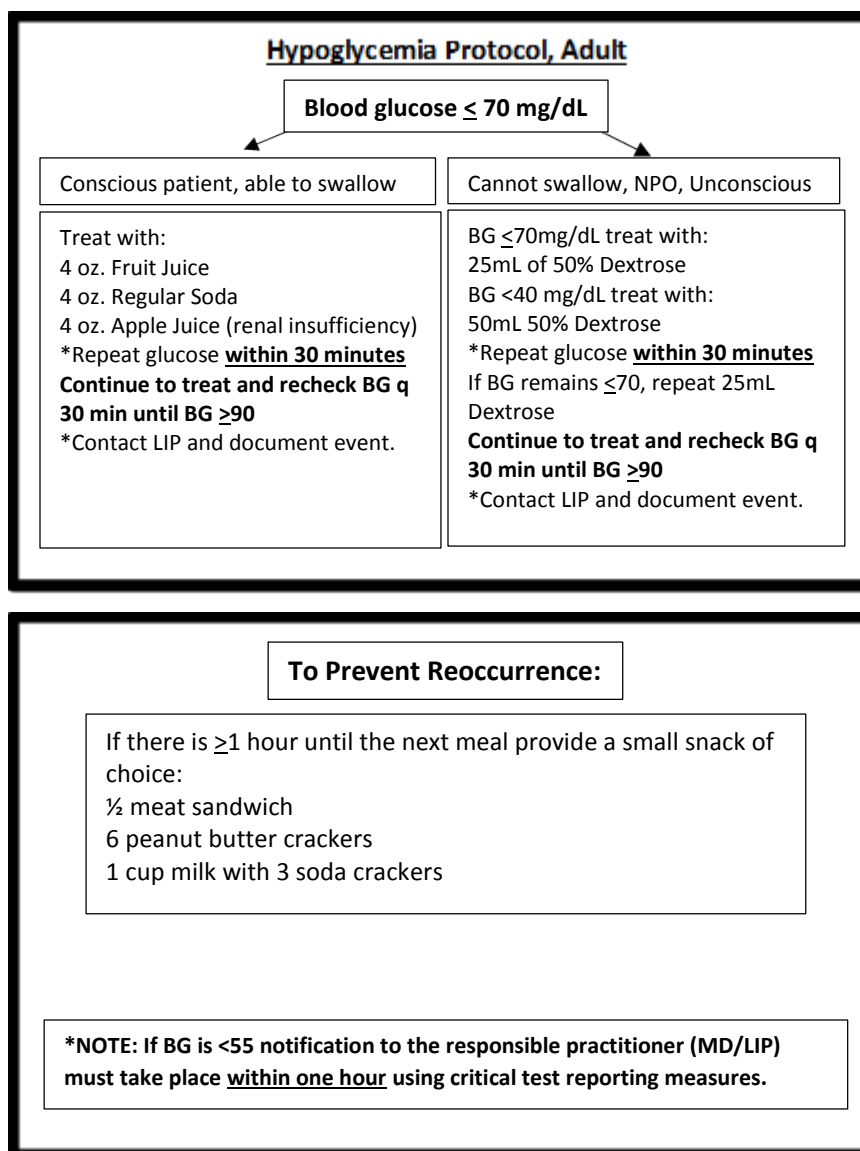 Hypoglycemia Protocol, Adult
Blood glucose ≤ 70 mg/dL
Conscious patient, able to swallow
Treat with:
4 oz. Fruit Juice
4 oz. Regular Soda
4 oz. Apple Juice (renal insufficiency)
*Repeat glucose within 30 minutes
Continue to treat and recheck BG q
30 min until BG ≥90
*Contact LIP and document event.
Cannot swallow, NPO, Unconscious
BG ≤70mg/dL treat with:
25mL of 50% Dextrose
BG <40 mg/dL treat with:
50mL 50% Dextrose
*Repeat glucose within 30 minutes
If BG remains ≤70, repeat 25mL
Dextrose
Continue to treat and recheck BG q
30 min until BG ≥90
*Contact LIP and document event.
To Prevent Reoccurrence:
If there is ≥1 hour until the next meal provide a small snack of
choice:
½ meat sandwich
6 peanut butter crackers
1 cup milk with 3 soda crackers
*NOTE: If BG is <55 notification to the responsible practitioner (MD/LIP)
must take place within one hour using critical test reporting measures.